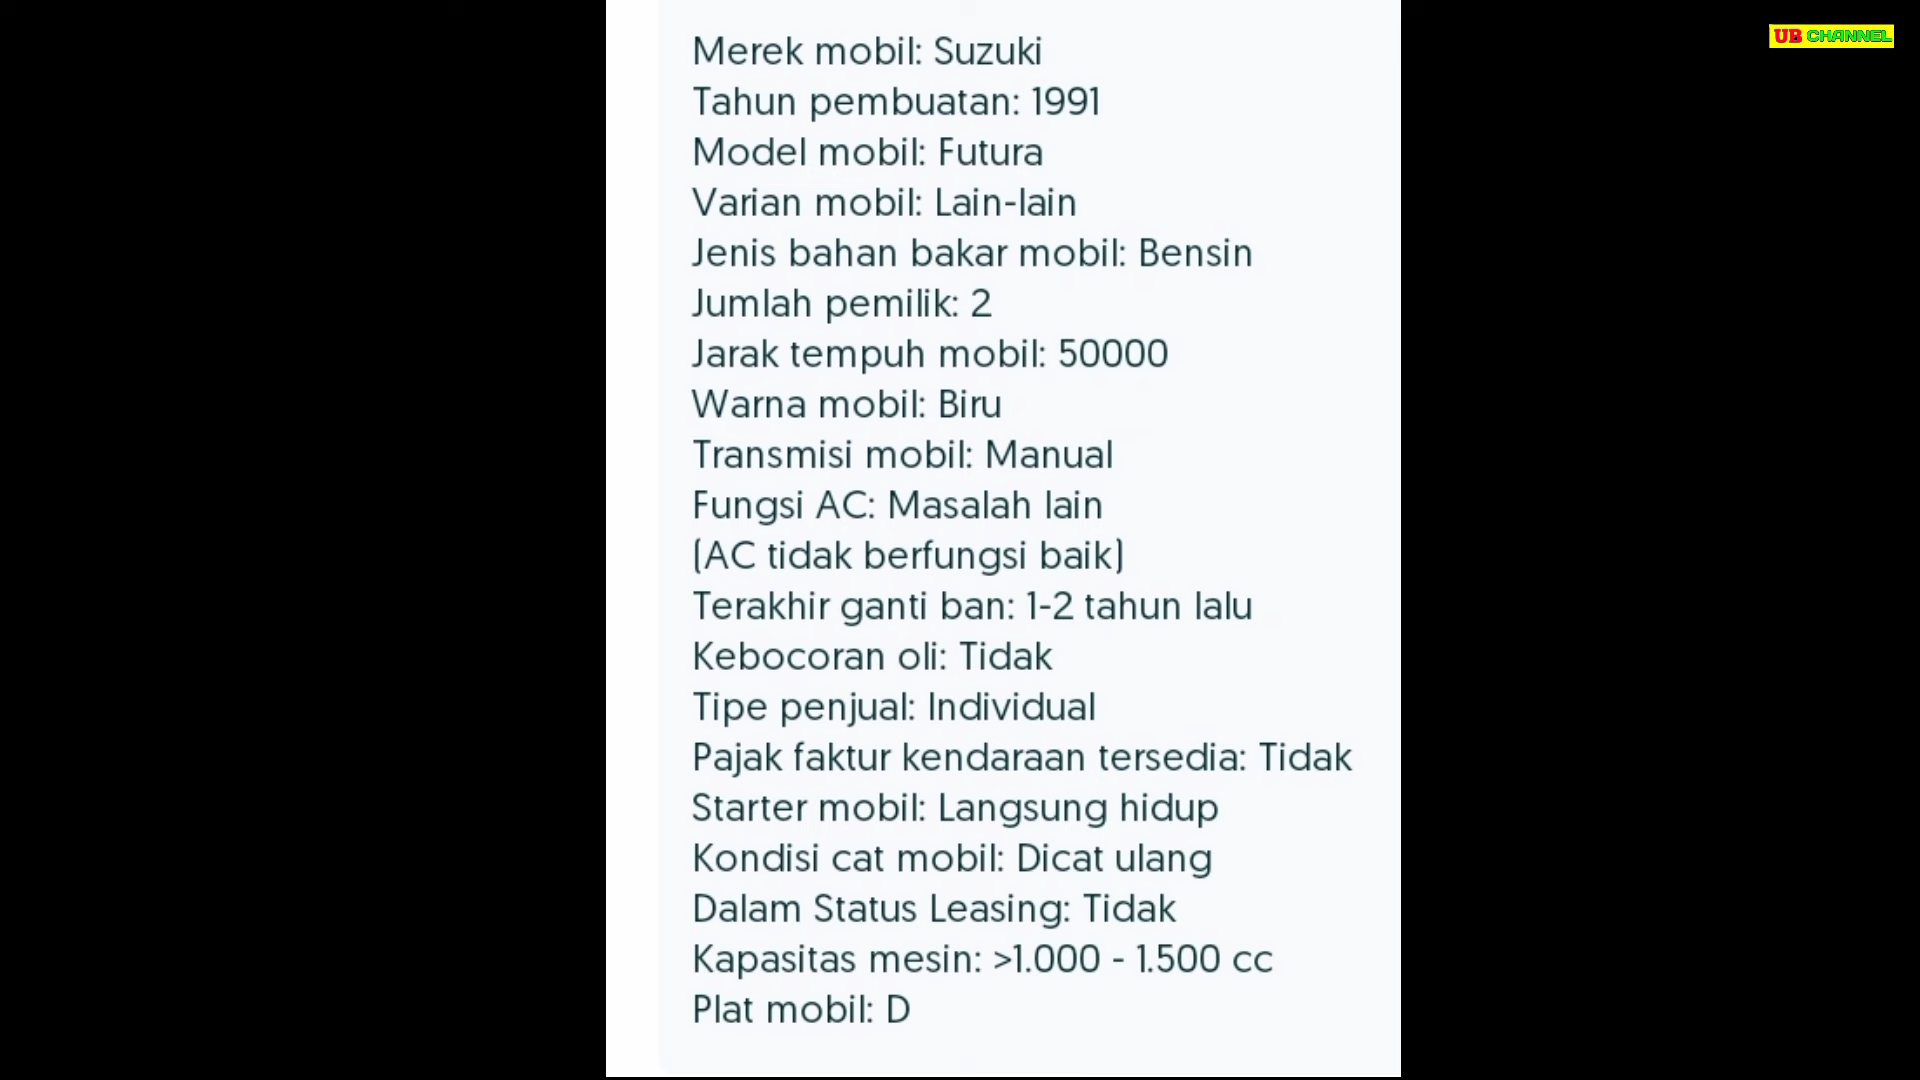 Merek mobil: Suzuki
Tahun pembuatan: 1991
Model mobil: Futura
Varian mobil: Lain-lain
Jenis bahan bakar mobil: Bensin
Jumlah pemilik: 2
Jarak tempuh mobil: 50000
Warna mobil: Biru
Transmisi mobil: Manual
Fungsi AC: Masalah lain
(AC tidak berfungsi baik)
Terakhir ganti ban: 1-2 tahun lalu
Kebocoran oli: Tidak
Tipe penjual: Individual
Pajak faktur kendaraan tersedia: Tidak
Starter mobil: Langsung hidup
Kondisi cat mobil: Dicat ulang
Dalam Status Leasing: Tidak
Kapasitas mesin: >1.000 - 1.500 cc
Plat mobil: D
UB CHANNEL